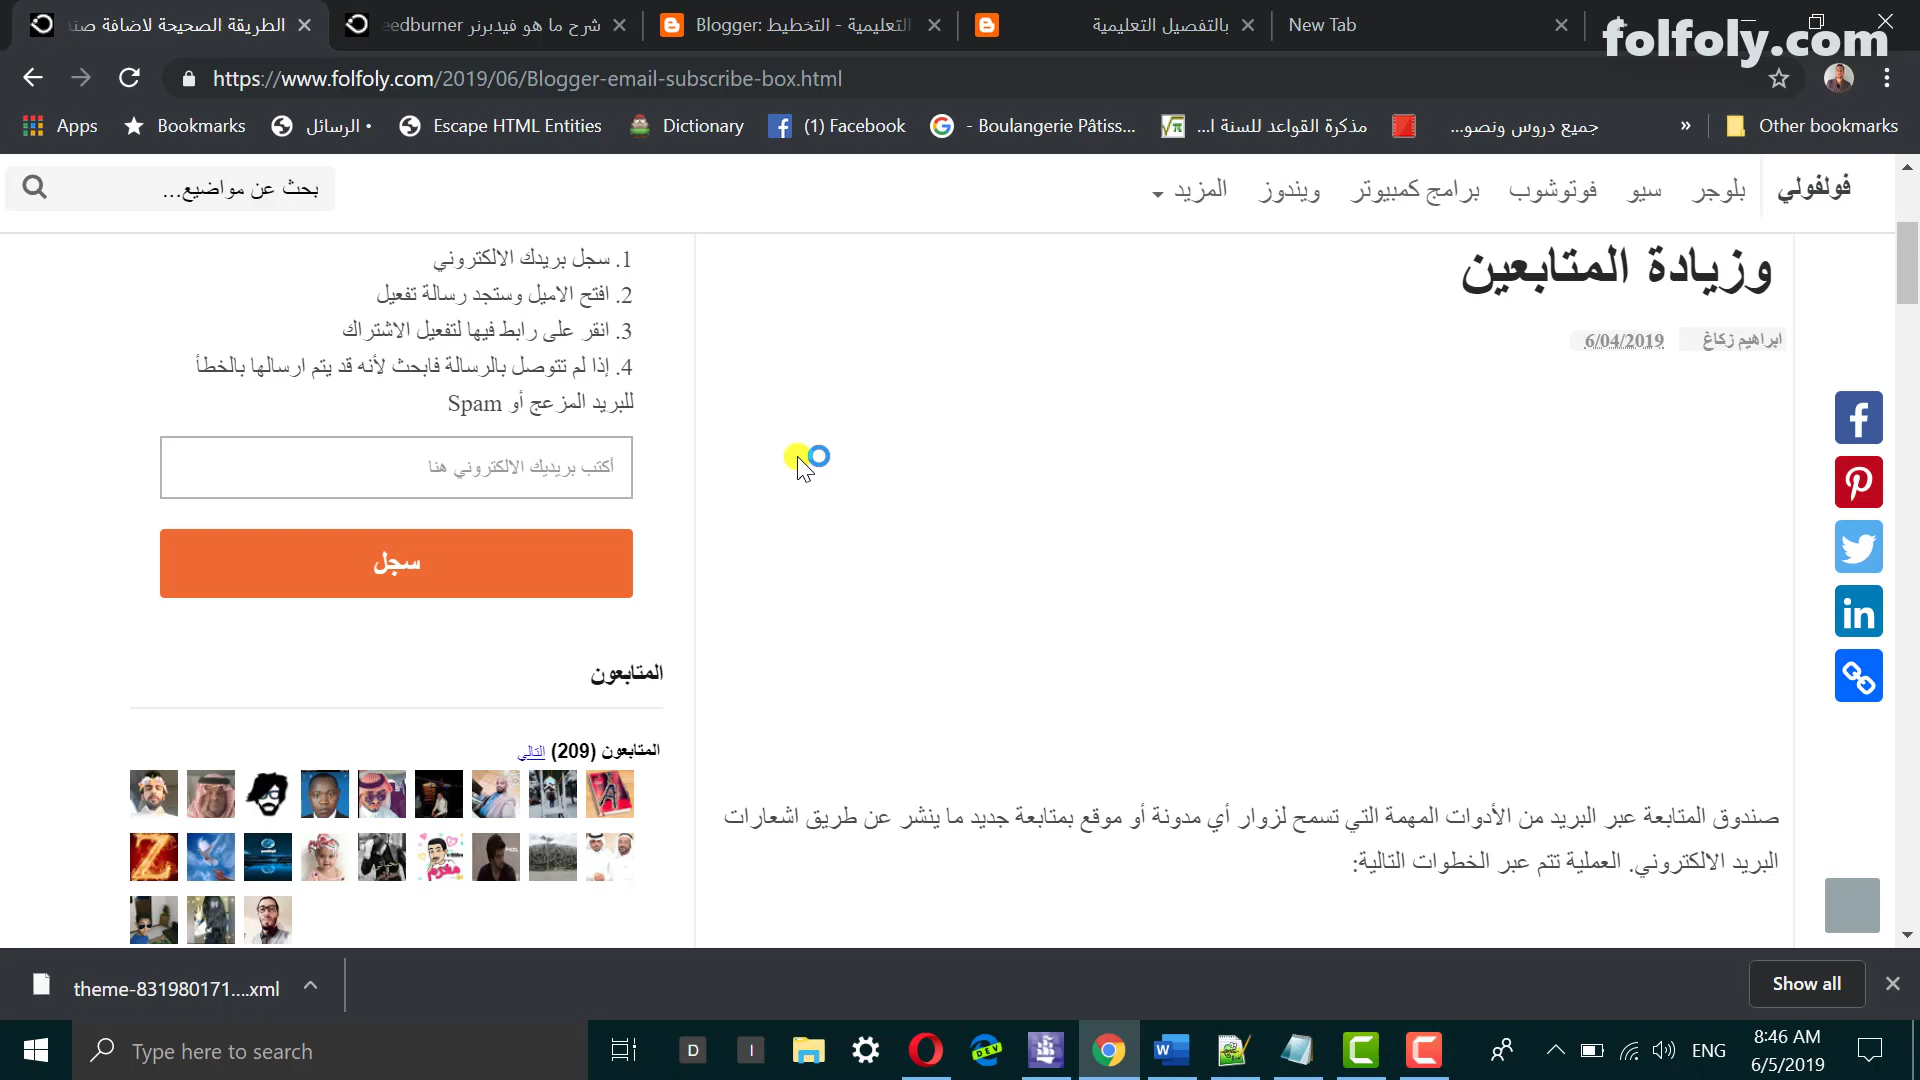 الطريقة الصحيحة لاضافة صند
شرح ما هو فيدبرنر eedburner
Blogger: التعليمية - التخطيط
بالتفصيل التعليمية
New Tab
folfoly.com
https://www.folfoly.com/2019/06/Blogger-email-subscribe-box.html
Apps
Bookmarks
• الرسائل
Escape HTML Entities
Dictionary
(1) Facebook
- Boulangerie Pâtiss...
مذكرة القواعد للسنة ا...
جميع دروس ونصو...
»
Other bookmarks
فولفولي
بلوجر
سيو
فوتوشوب
برامج كمبيوتر
ويندوز
المزيد
بحث عن مواضيع...
وزيادة المتابعين
ابراهيم زكاغ
6/04/2019
صندوق المتابعة عبر البريد من الأدوات المهمة التي تسمح لزوار أي مدونة أو موقع بمتابعة جديد ما ينشر عن طريق اشعارات
البريد الالكتروني. العملية تتم عبر الخطوات التالية:
1. سجل بريدك الالكتروني
2. افتح الاميل وستجد رسالة تفعيل
3. انقر على رابط فيها لتفعيل الاشتراك
4. إذا لم تتوصل بالرسالة فابحث لأنه قد يتم ارسالها بالخطأ
للبريد المزعج أو Spam
أكتب بريديك الالكتروني هنا
سجل
المتابعون
المتابعون (209) التالي
theme-831980171....xml
Show all
Type here to search
ENG
8:46 AM
6/5/2019